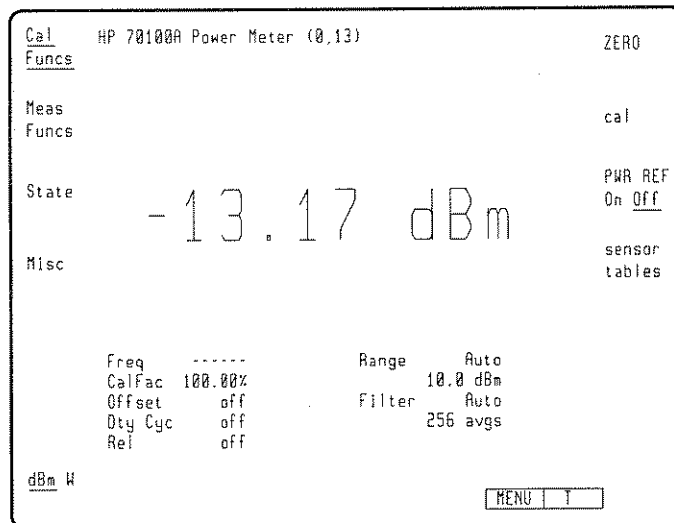 Cal
Funcs
HP 70100A Power Meter (0,13)
ZERO
Meas
Funcs
cal
State
-13.17 dBm
PWR REF
On Off
Misc
sensor
tables
Freq ------
CalFac 100.00%
Offset off
Dty Cyc off
Rel off
Range Auto
10.0 dBm
Filter Auto
256 avgs
dBm W
MENU T